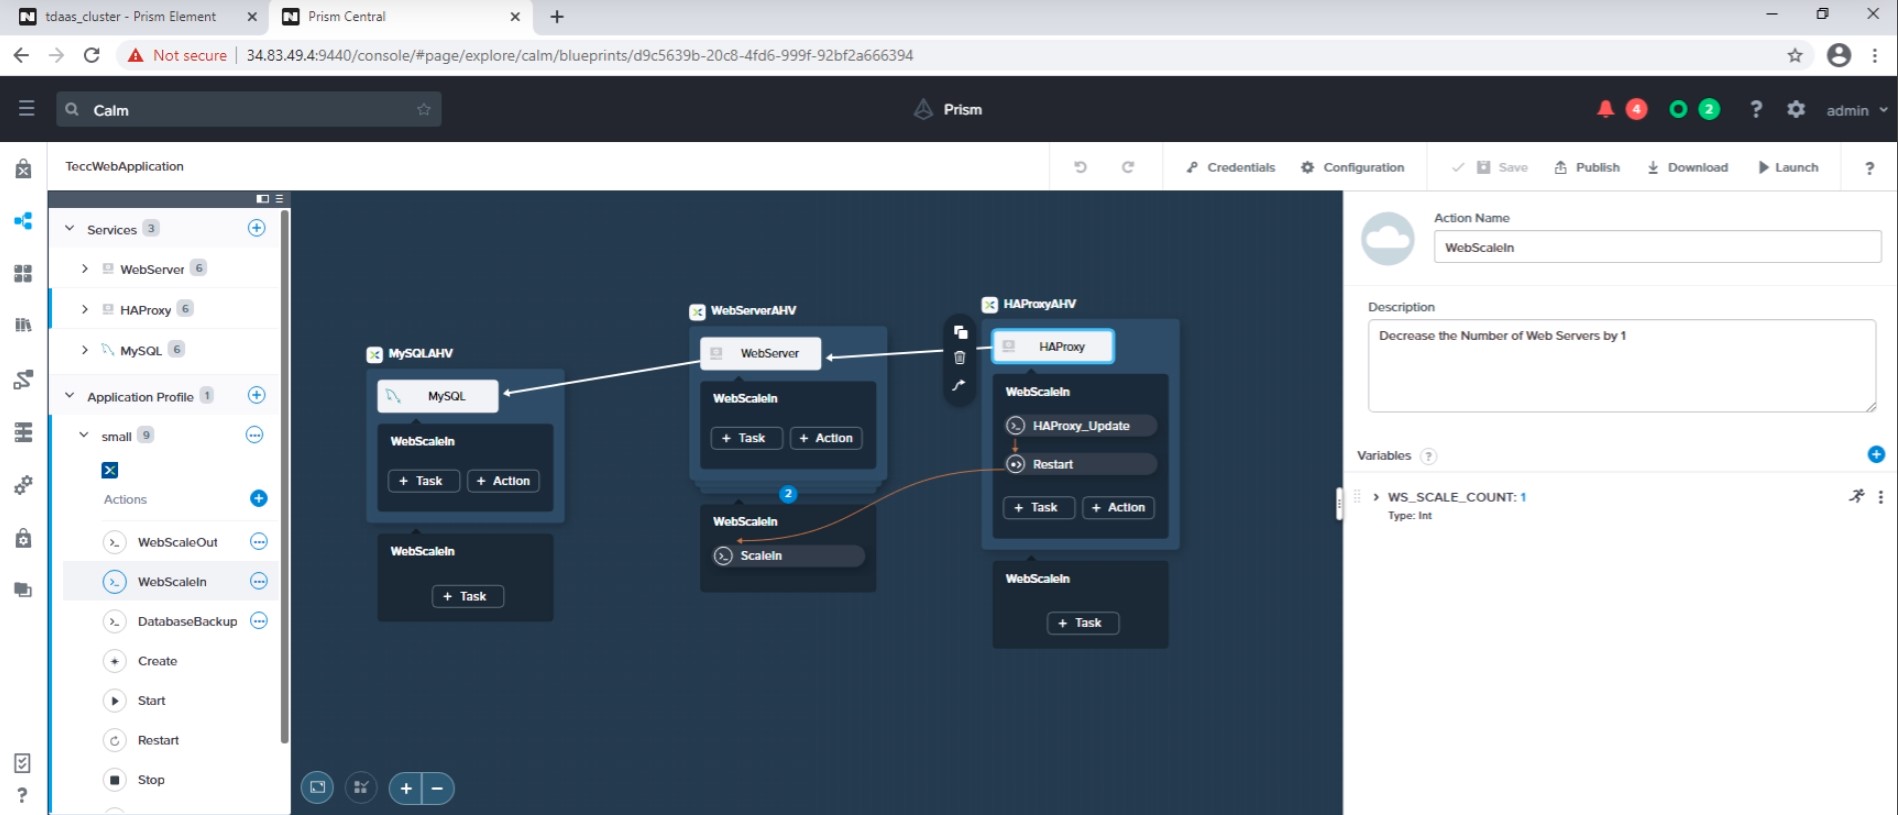 tdaas_cluster - Prism Element
Prism Central
Not secure
34.83.49.4:9440/console/#page/explore/calm/blueprints/d9c5639b-20c8-4fd6-999f-92bf2a666394
Calm
Prism
4
2
?
admin
TeccWebApplication
Credentials
Configuration
Save
Publish
Download
Launch
?
Services 3
WebServer 6
HAProxy 6
MySQL 6
Application Profile 1
small 9
Actions
WebScaleOut
WebScaleIn
DatabaseBackup
Create
Start
Restart
Stop
?
MySQLAHV
MySQL
WebScaleIn
+ Task
+ Action
WebScaleIn
+ Task
WebServerAHV
WebServer
WebScaleIn
+ Task
+ Action
2
WebScaleIn
ScaleIn
HAProxyAHV
HAProxy
WebScaleIn
HAProxy_Update
Restart
+ Task
+ Action
WebScaleIn
+ Task
Action Name
WebScaleIn
Description
Decrease the Number of Web Servers by 1
Variables ?
WS_SCALE_COUNT: 1
Type: Int